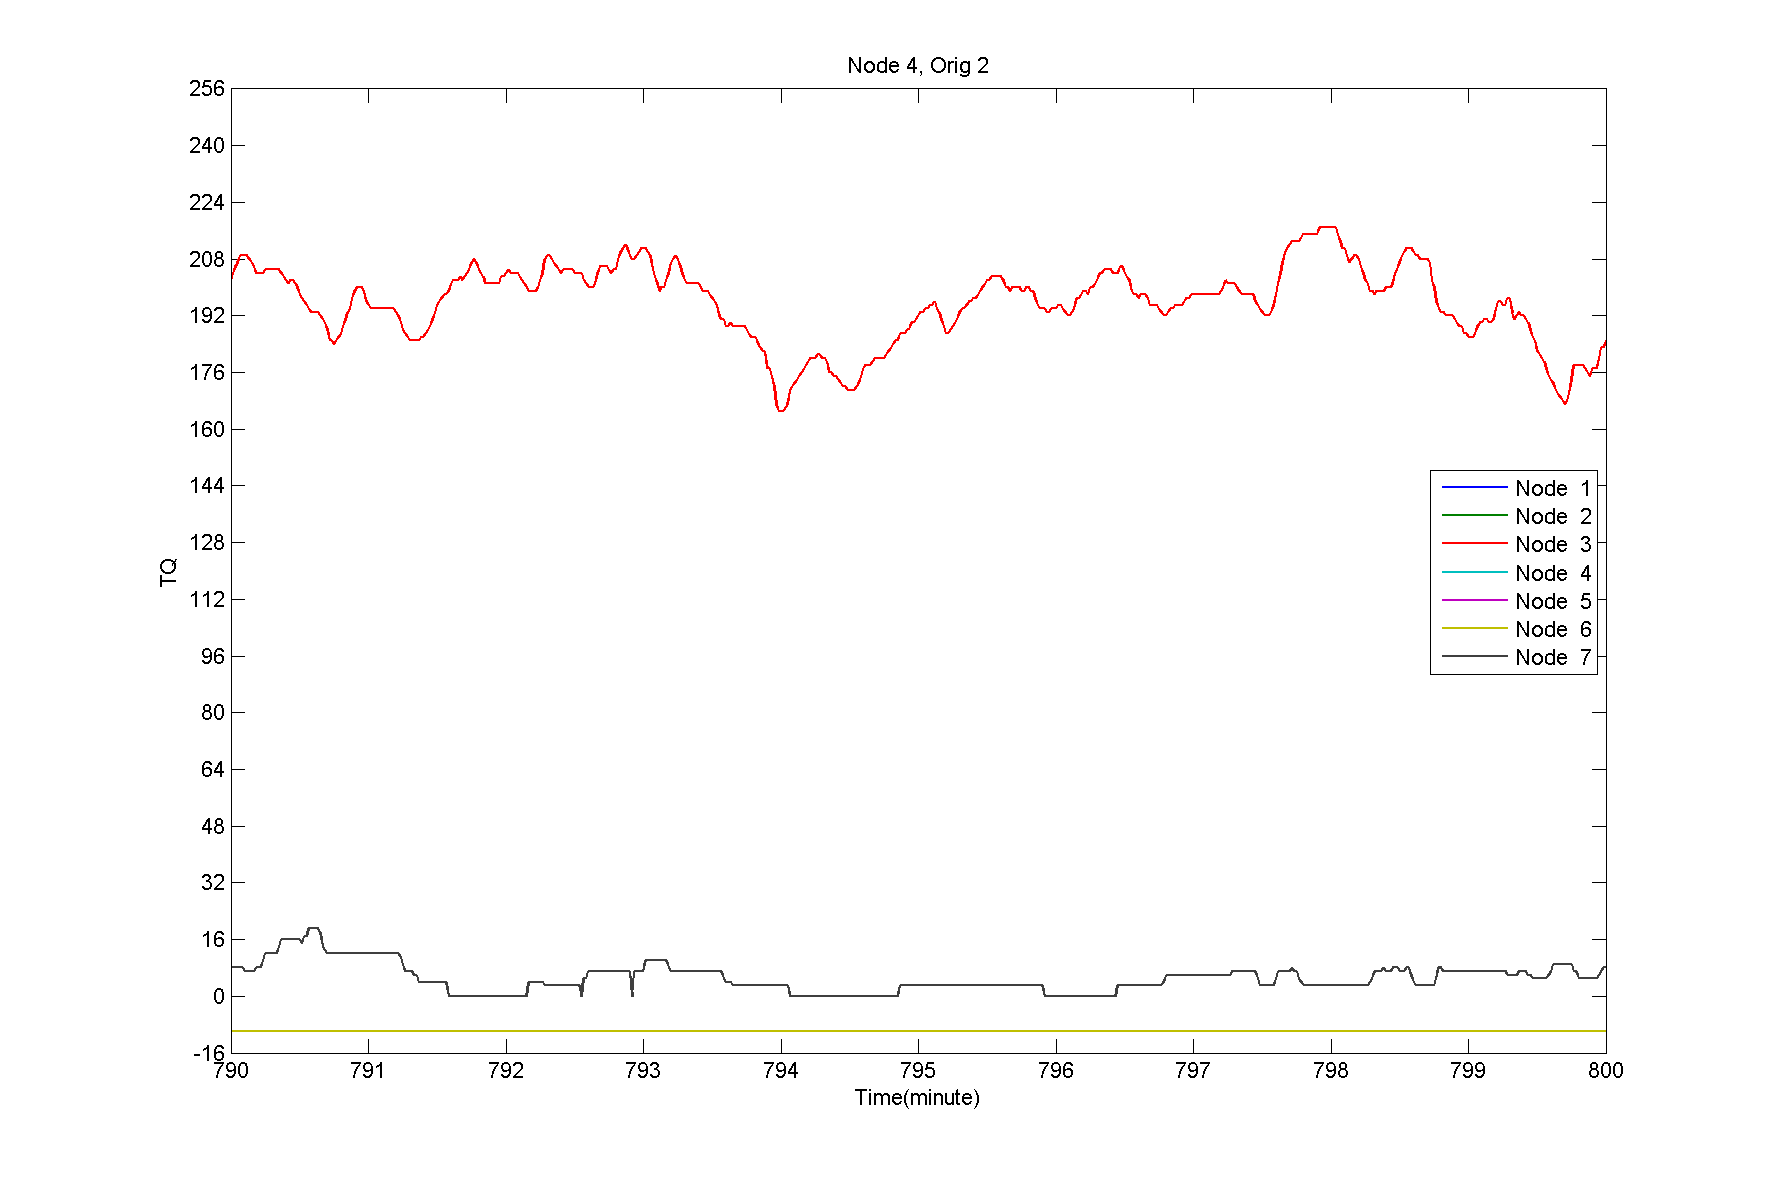 Node 4, Orig 2
256
240
224
208
192
176
160
144
128
112
96
80
64
48
32
16
0
-16
TQ
Node 1
Node 2
Node 3
Node 4
Node 5
Node 6
Node 7
790 791 792 793 794 795 796 797 798 799 800
Time(minute)